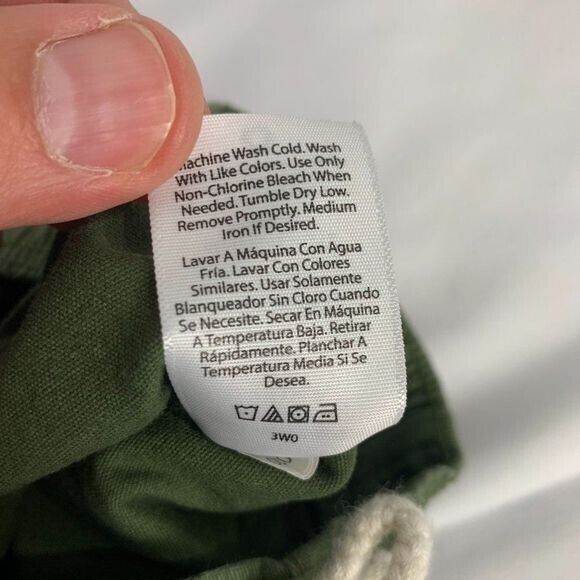 Machine Wash Cold. Wash
With Like Colors. Use Only
Non-Chlorine Bleach When
Needed. Tumble Dry Low.
Remove Promptly. Medium
Iron If Desired.
Lavar A Máquina Con Agua
Fría. Lavar Con Colores
Similares. Usar Solamente
Blanqueador Sin Cloro Cuando
Se Necesite. Secar En Máquina
A Temperatura Baja. Retirar
Rápidamente. Planchar A
Temperatura Media Si Se
Desea.
3W0